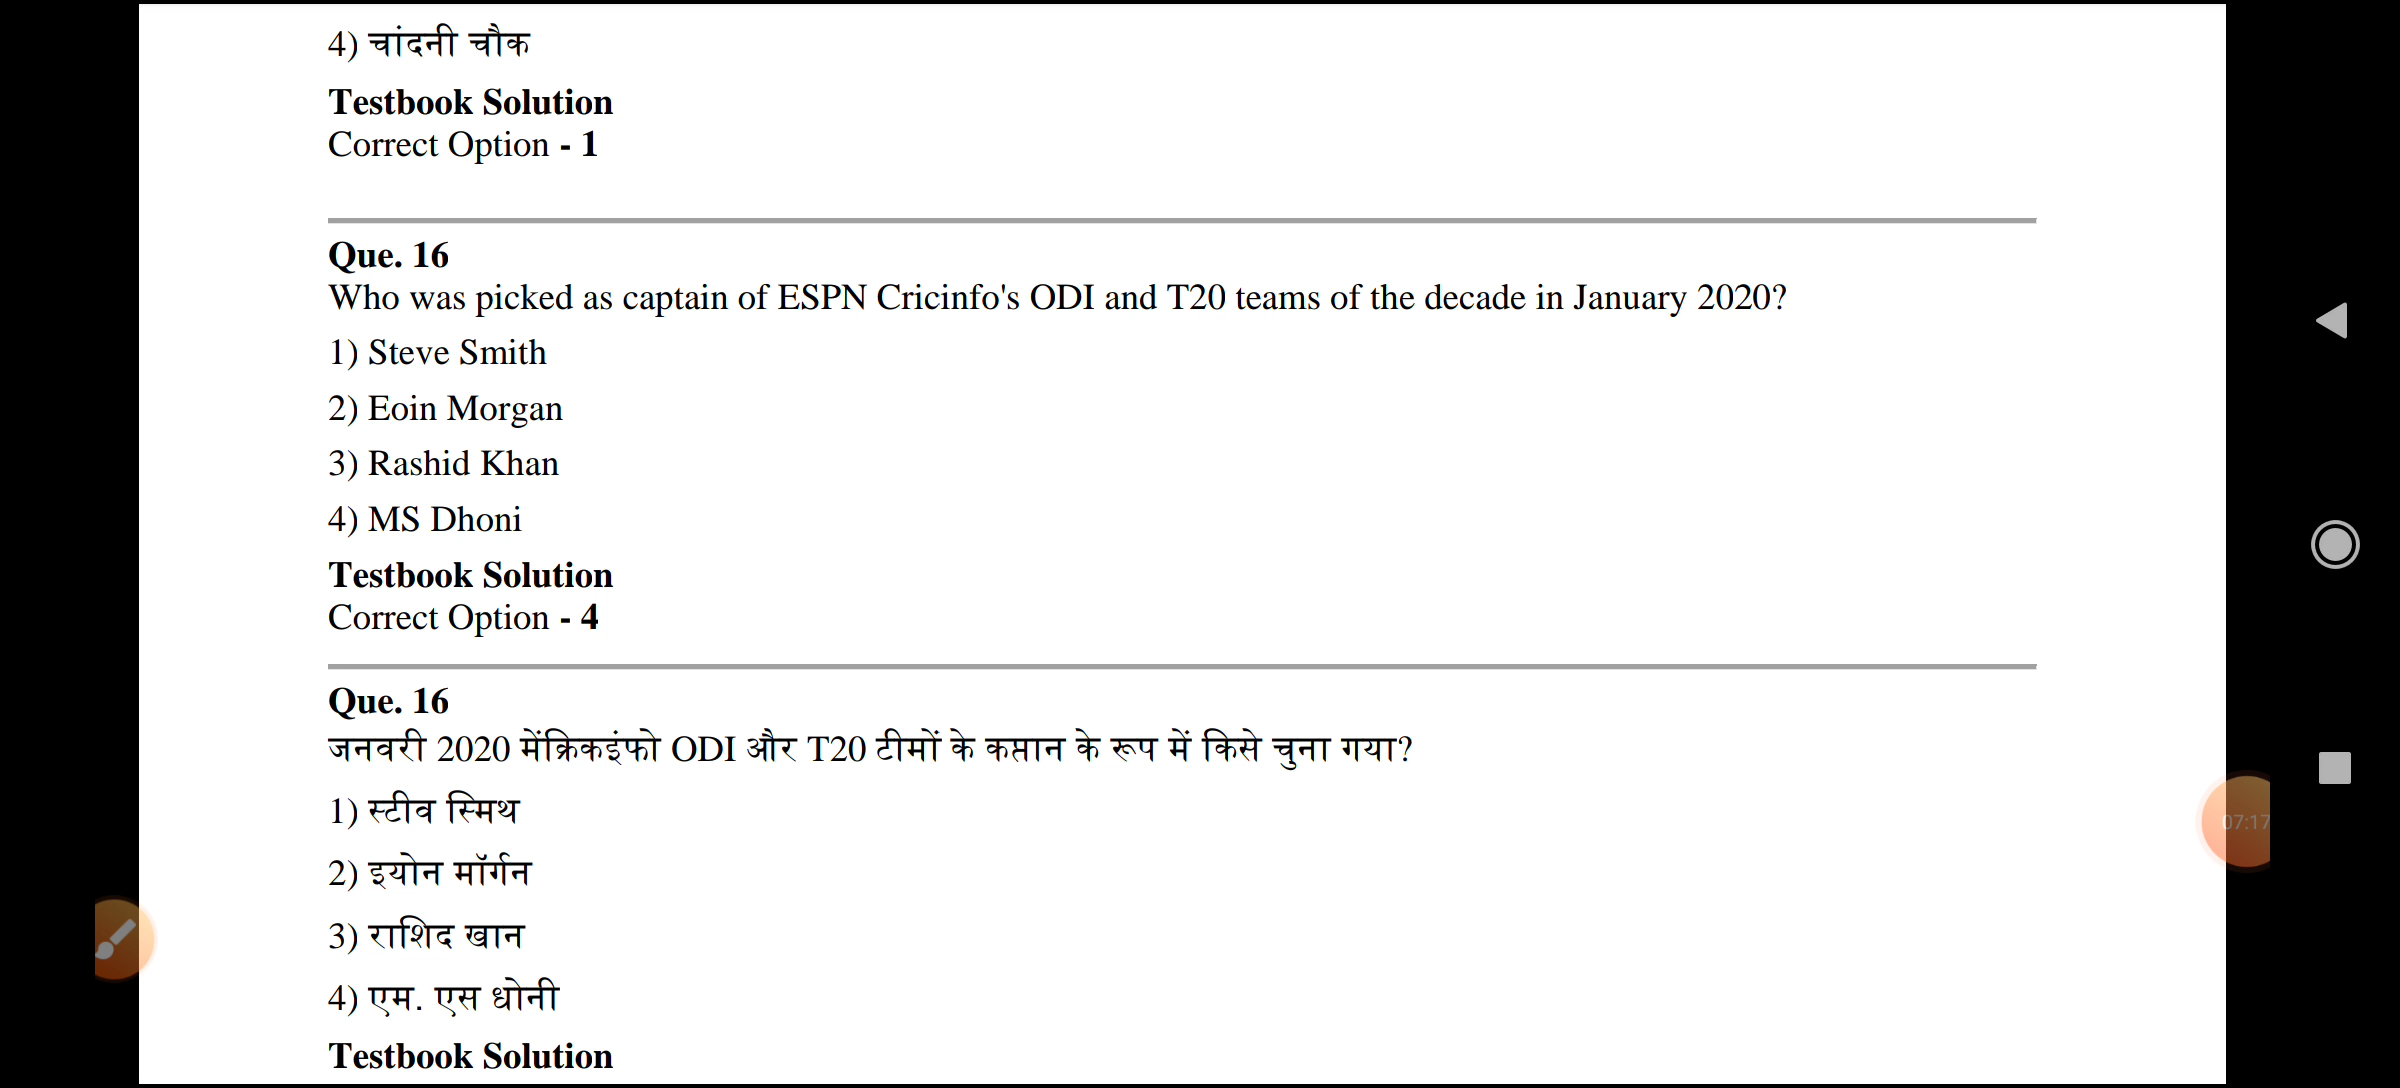 4) चांदनी चौक
Testbook Solution
Correct Option - 1
Que. 16
Who was picked as captain of ESPN Cricinfo's ODI and T20 teams of the decade in January 2020?
1) Steve Smith
2) Eoin Morgan
3) Rashid Khan
4) MS Dhoni
Testbook Solution
Correct Option - 4
Que. 16
जनवरी 2020 मेंक्रिकइंफो ODI और T20 टीमों के कप्तान के रूप में किसे चुना गया?
1) स्टीव स्मिथ
2) इयोन मॉर्गन
3) राशिद खान
4) एम. एस धोनी
Testbook Solution
07:17